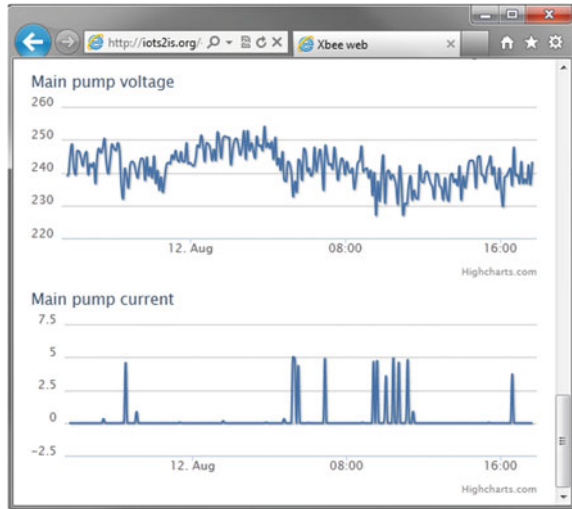 http://iots2is.org/
Xbee web
Main pump voltage
260
250
240
230
220
12. Aug
08:00
16:00
Highcharts.com
Main pump current
7.5
5
2.5
0
−2.5
12. Aug
08:00
16:00
Highcharts.com